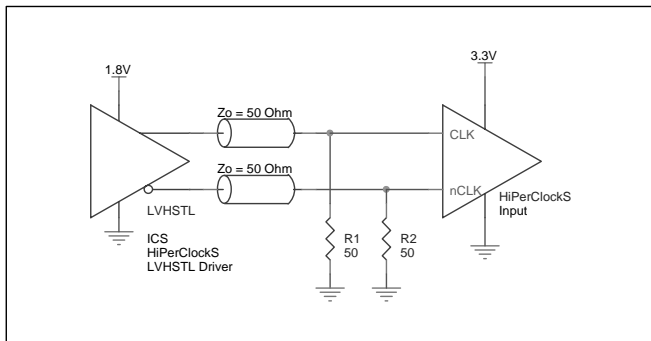 1.8V
3.3V
Zo = 50 Ohm
CLK
Zo = 50 Ohm
nCLK
HiPerClockS
Input
LVHSTL
ICS
HiPerClockS
LVHSTL Driver
R1
50
R2
50